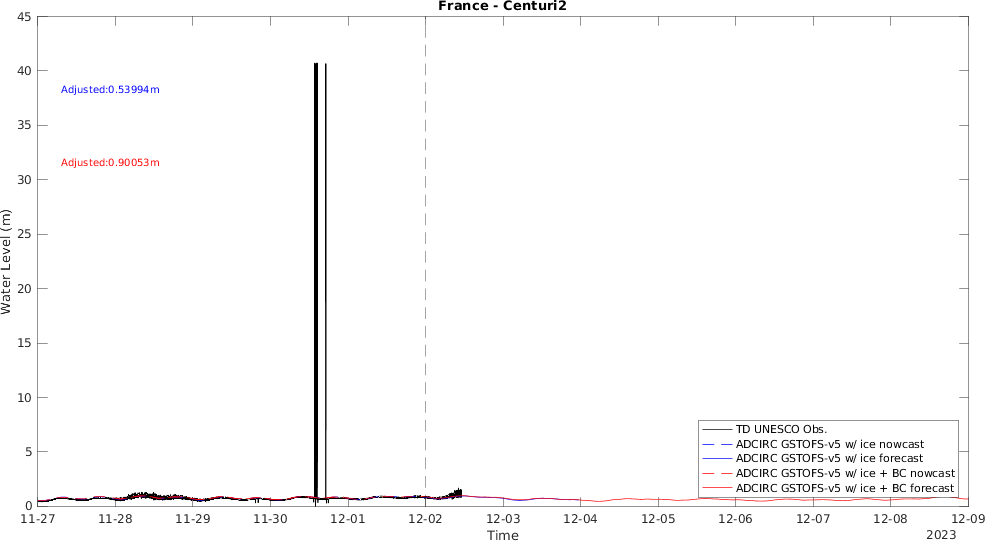 France - Centuri2
45
40
35
30
25
20
15
10
5
0
Water Level (m)
Adjusted:0.53994m
Adjusted:0.90053m
TD UNESCO Obs.
ADCIRC GSTOFS-v5 w/ ice nowcast
ADCIRC GSTOFS-v5 w/ ice forecast
ADCIRC GSTOFS-v5 w/ ice + BC nowcast
ADCIRC GSTOFS-v5 w/ ice + BC forecast
11-27 11-28 11-29 11-30 12-01 12-02 12-03 12-04 12-05 12-06 12-07 12-08 12-09
Time
2023